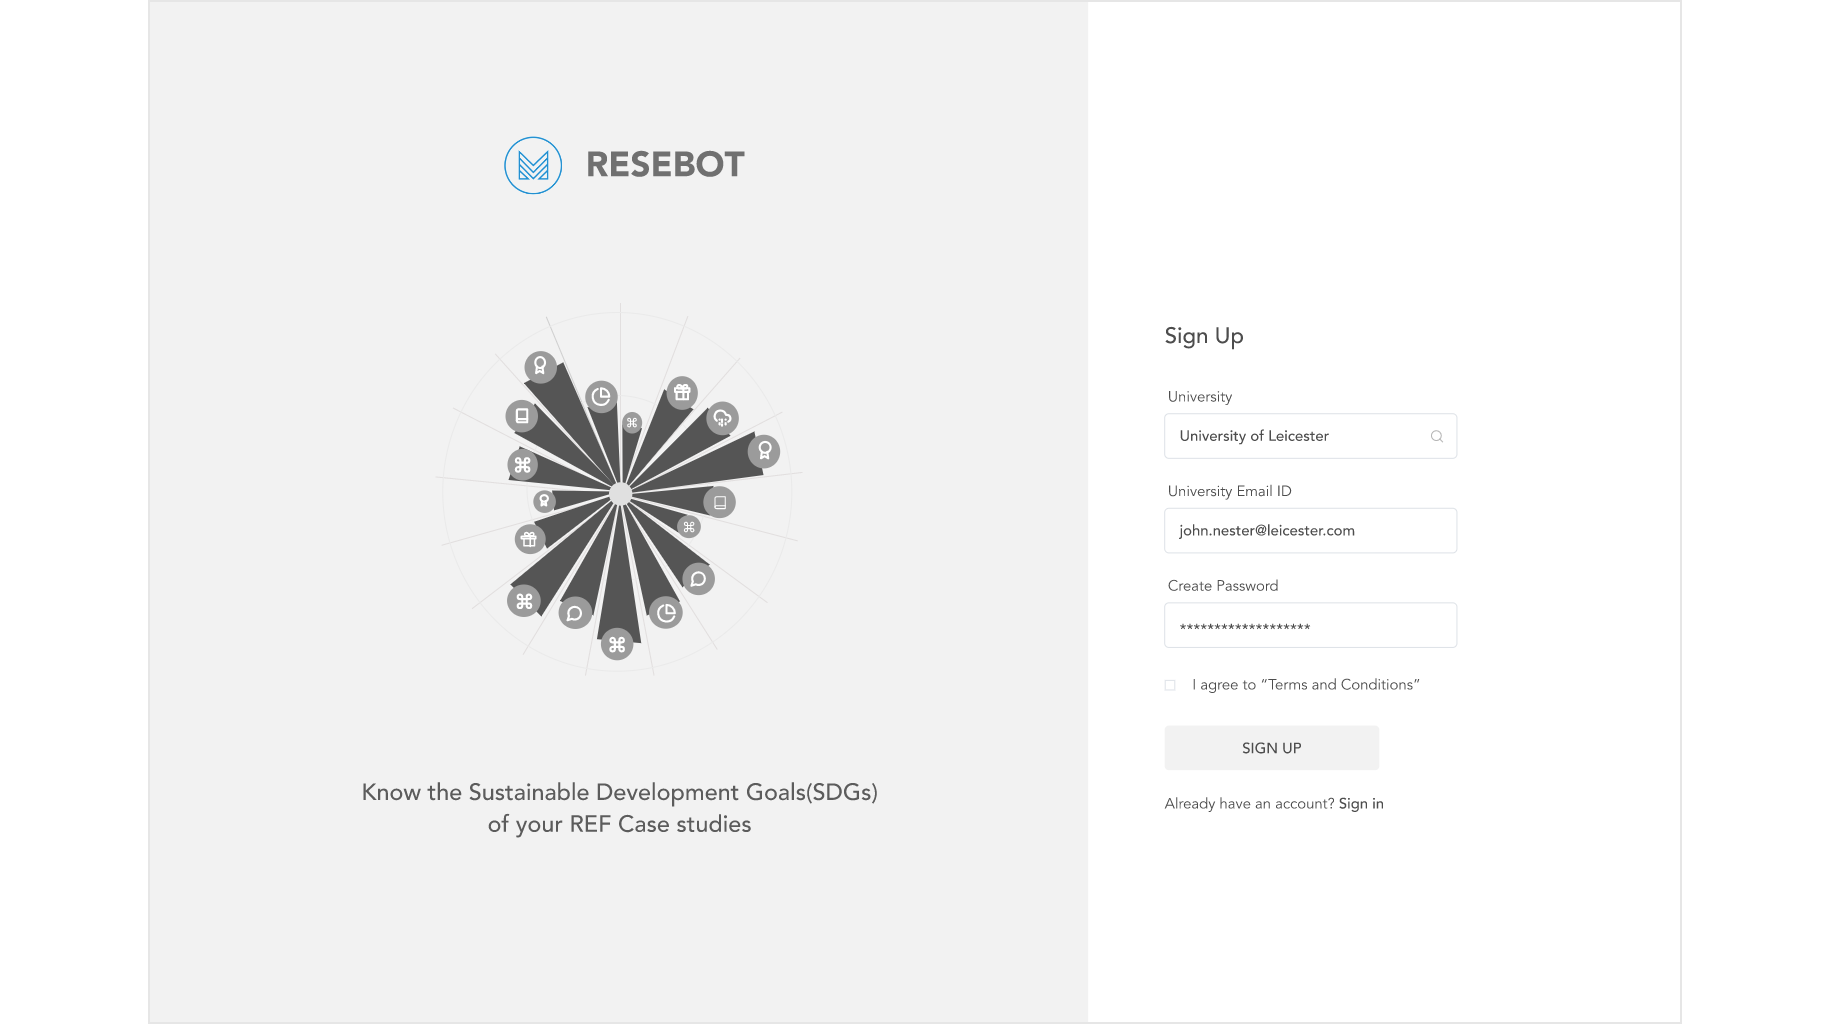 RESEBOT
Know the Sustainable Development Goals(SDGs)
of your REF Case studies
Sign Up
University
University of Leicester
University Email ID
john.nester@leicester.com
Create Password
*******************
I agree to “Terms and Conditions”
SIGN UP
Already have an account? Sign in